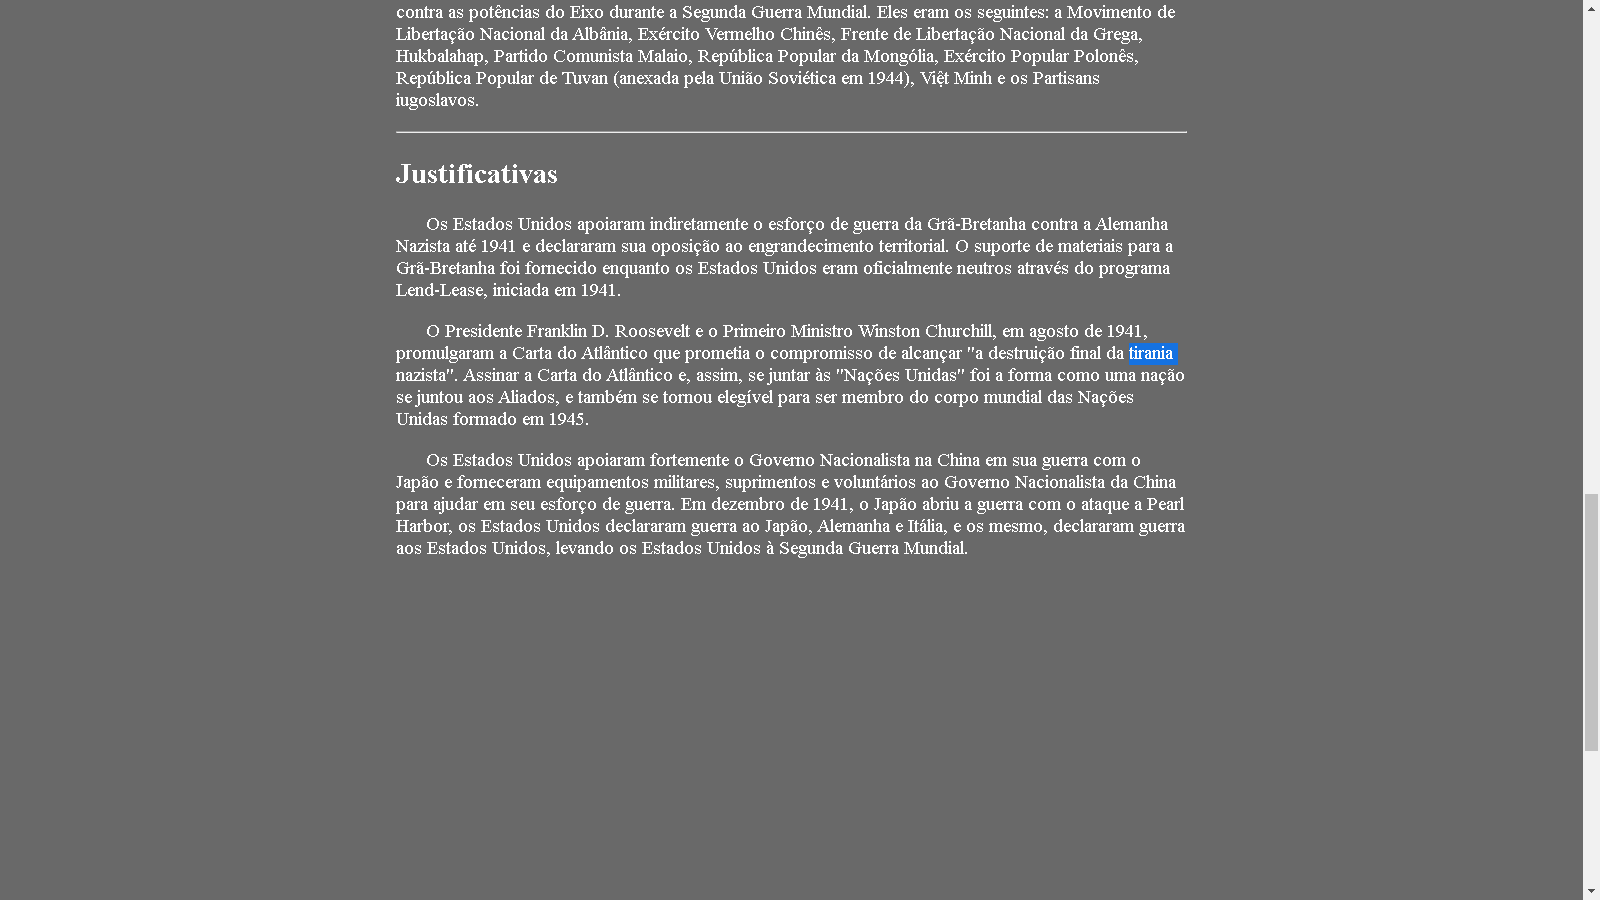 contra as potências do Eixo durante a Segunda Guerra Mundial. Eles eram os seguintes: a Movimento de
Libertação Nacional da Albânia, Exército Vermelho Chinês, Frente de Libertação Nacional da Grega,
Hukbalahap, Partido Comunista Malaio, República Popular da Mongólia, Exército Popular Polonês,
República Popular de Tuvan (anexada pela União Soviética em 1944), Việt Minh e os Partisans
iugoslavos.
Justificativas
Os Estados Unidos apoiaram indiretamente o esforço de guerra da Grã-Bretanha contra a Alemanha
Nazista até 1941 e declararam sua oposição ao engrandecimento territorial. O suporte de materiais para a
Grã-Bretanha foi fornecido enquanto os Estados Unidos eram oficialmente neutros através do programa
Lend-Lease, iniciada em 1941.
O Presidente Franklin D. Roosevelt e o Primeiro Ministro Winston Churchill, em agosto de 1941,
promulgaram a Carta do Atlântico que prometia o compromisso de alcançar "a destruição final da tirania
nazista". Assinar a Carta do Atlântico e, assim, se juntar às "Nações Unidas" foi a forma como uma nação
se juntou aos Aliados, e também se tornou elegível para ser membro do corpo mundial das Nações
Unidas formado em 1945.
Os Estados Unidos apoiaram fortemente o Governo Nacionalista na China em sua guerra com o
Japão e forneceram equipamentos militares, suprimentos e voluntários ao Governo Nacionalista da China
para ajudar em seu esforço de guerra. Em dezembro de 1941, o Japão abriu a guerra com o ataque a Pearl
Harbor, os Estados Unidos declararam guerra ao Japão, Alemanha e Itália, e os mesmo, declararam guerra
aos Estados Unidos, levando os Estados Unidos à Segunda Guerra Mundial.